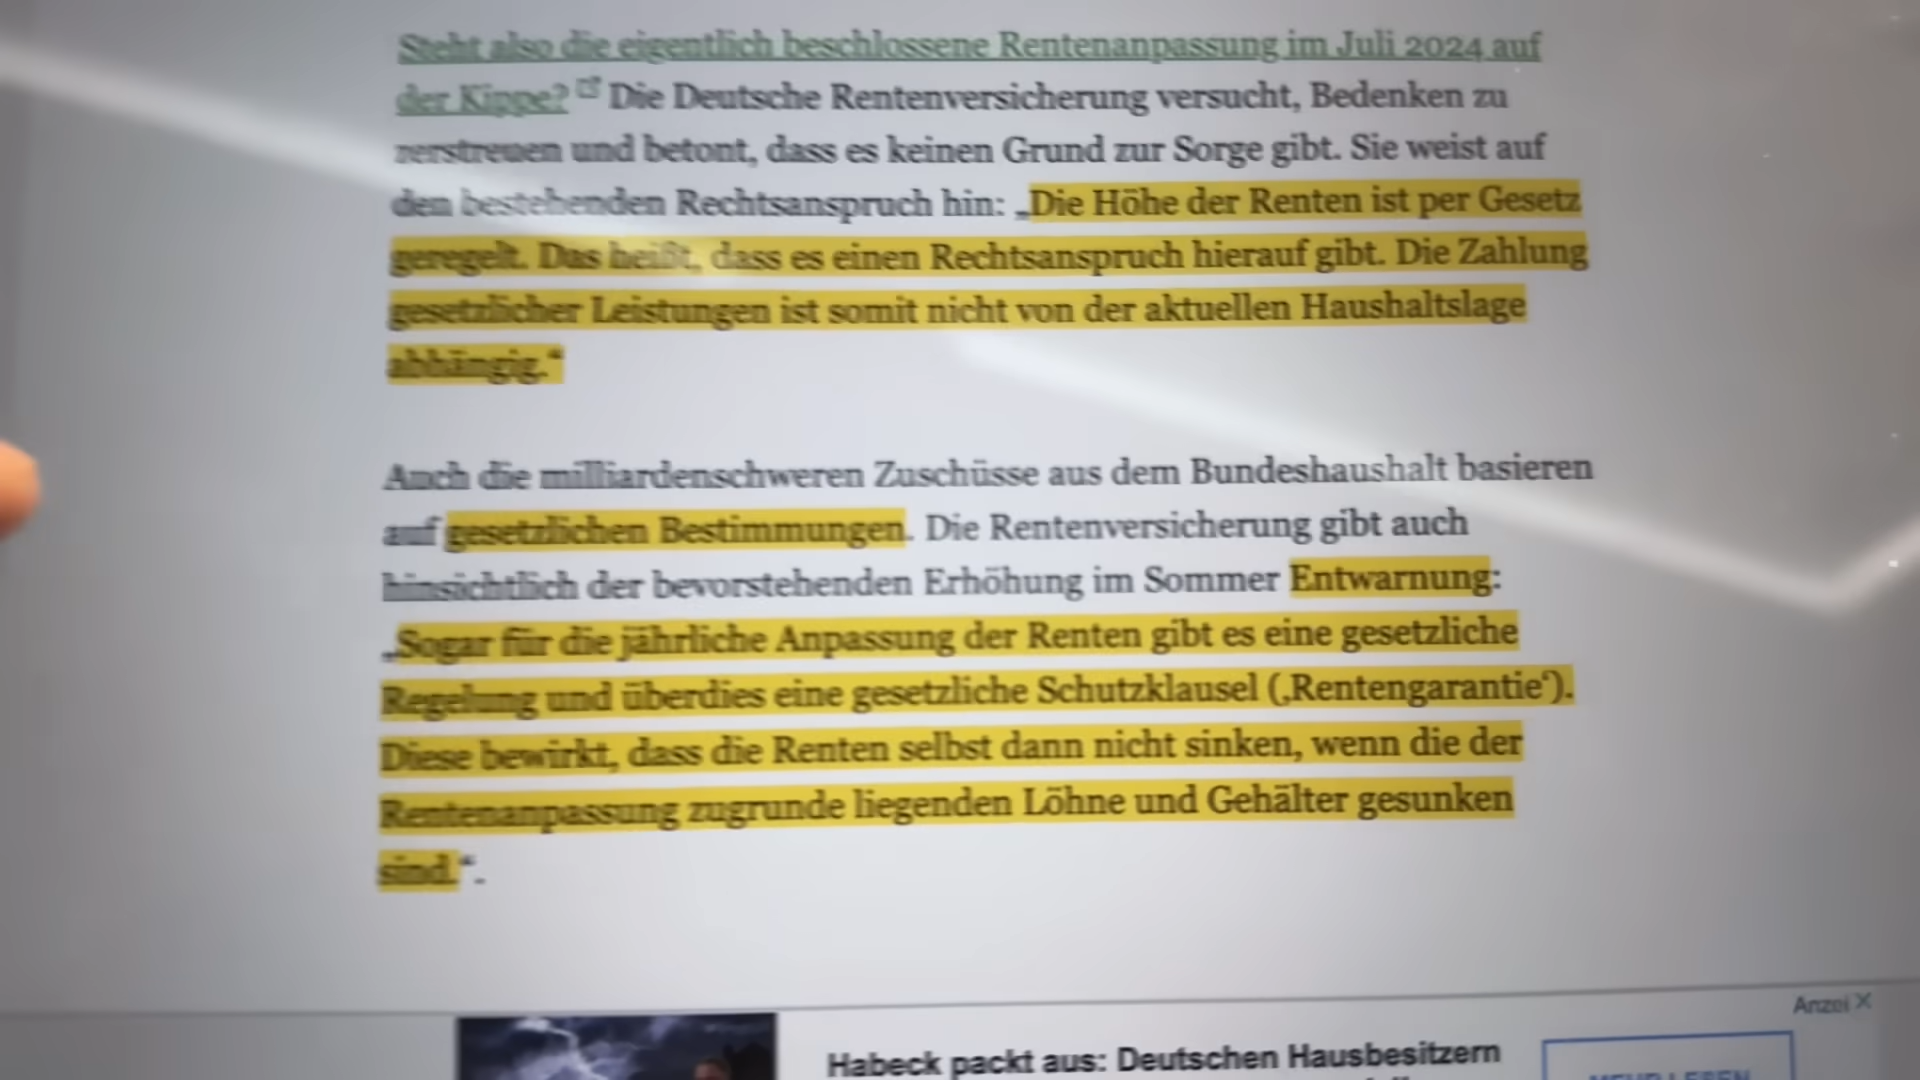 Steht also die eigentlich beschlossene Rentenanpassung im Juli 2024 auf
der Kippe? Die Deutsche Rentenversicherung versucht, Bedenken zu
zerstreuen und betont, dass es keinen Grund zur Sorge gibt. Sie weist auf
den bestehenden Rechtsanspruch hin: „Die Höhe der Renten ist per Gesetz
geregelt. Das heißt, dass es einen Rechtsanspruch hierauf gibt. Die Zahlung
gesetzlicher Leistungen ist somit nicht von der aktuellen Haushaltslage
abhängig.“
Auch die milliardenschweren Zuschüsse aus dem Bundeshaushalt basieren
auf gesetzlichen Bestimmungen. Die Rentenversicherung gibt auch
hinsichtlich der bevorstehenden Erhöhung im Sommer Entwarnung:
„Sogar für die jährliche Anpassung der Renten gibt es eine gesetzliche
Regelung und überdies eine gesetzliche Schutzklausel (‚Rentengarantie‘).
Diese bewirkt, dass die Renten selbst dann nicht sinken, wenn die der
Rentenanpassung zugrunde liegenden Löhne und Gehälter gesunken
sind.“.
Anzei X
Habeck packt aus: Deutschen Hausbesitzern
MEHR LESEN